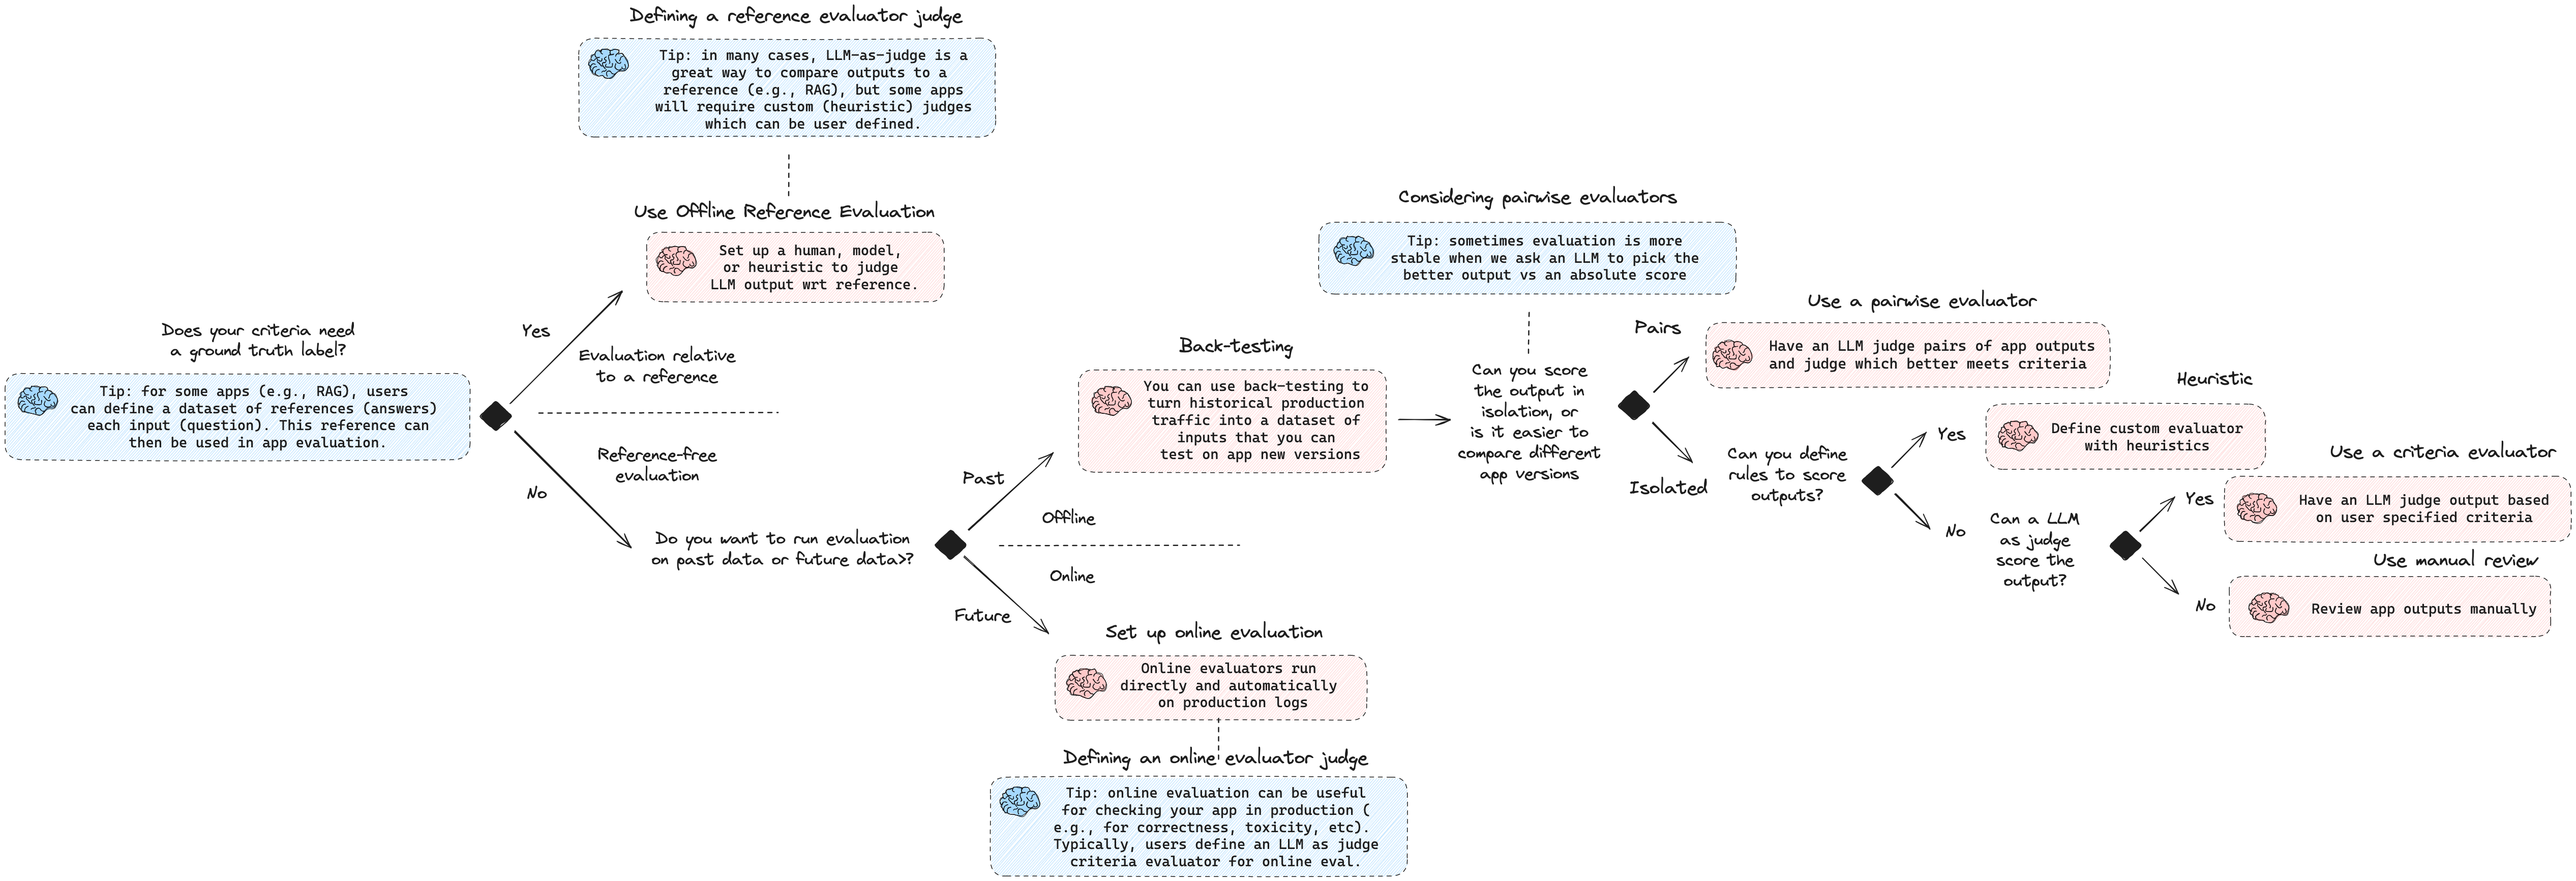 Defining a reference evaluator judge
Tip: in many cases, LLM-as-judge is a
great way to compare outputs to a
reference (e.g., RAG), but some apps
will require custom (heuristic) judges
which can be user defined.
Use Offline Reference Evaluation
Set up a human, model,
or heuristic to judge
LLM output wrt reference.
Does your criteria need
a ground truth label?
Tip: for some apps (e.g., RAG), users
can define a dataset of references (answers)
each input (question). This reference can
then be used in app evaluation.
Yes
Evaluation relative
to a reference
Reference-free
evaluation
No
Do you want to run evaluation
on past data or future data>?
Past
Offline
Online
Future
Back-testing
You can use back-testing to
turn historical production
traffic into a dataset of
inputs that you can
test on app new versions
Set up online evaluation
Online evaluators run
directly and automatically
on production logs
Defining an online evaluator judge
Tip: online evaluation can be useful
for checking your app in production (
e.g., for correctness, toxicity, etc).
Typically, users define an LLM as judge
criteria evaluator for online eval.
Considering pairwise evaluators
Tip: sometimes evaluation is more
stable when we ask an LLM to pick the
better output vs an absolute score
Can you score
the output in
isolation, or
is it easier to
compare different
app versions
Pairs
Use a pairwise evaluator
Have an LLM judge pairs of app outputs
and judge which better meets criteria
Isolated
Can you define
rules to score
outputs?
Yes
Heuristic
Define custom evaluator
with heuristics
No
Can a LLM
as judge
score the
output?
Yes
Use a criteria evaluator
Have an LLM judge output based
on user specified criteria
No
Use manual review
Review app outputs manually